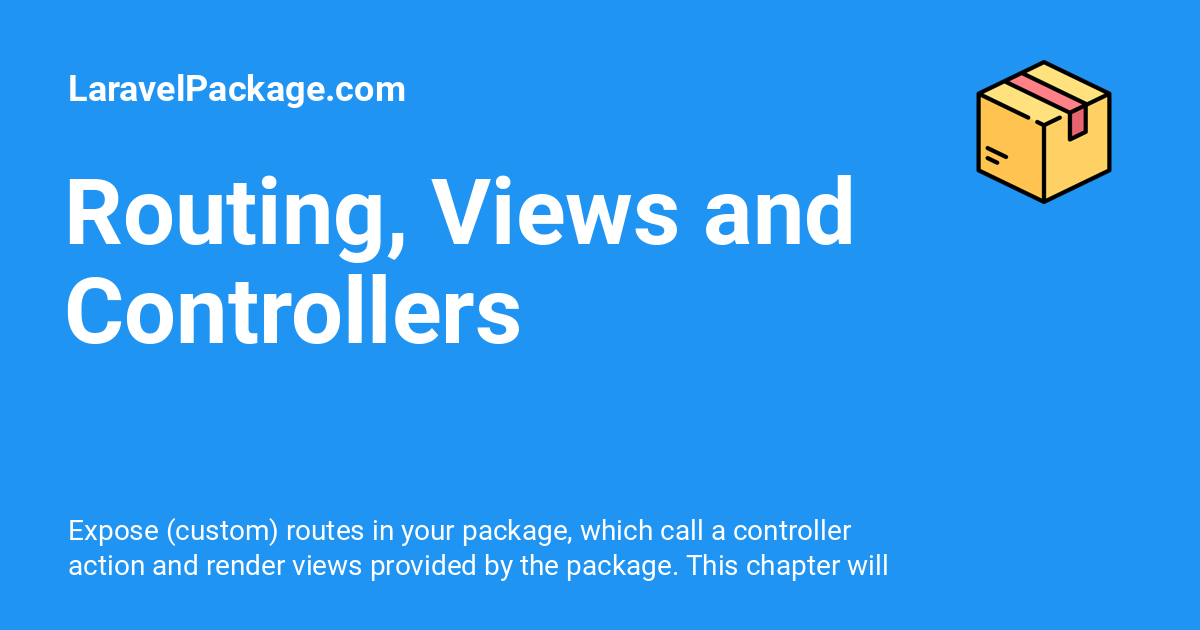 LaravelPackage.com
Routing, Views and
Controllers
Expose (custom) routes in your package, which call a controller
action and render views provided by the package. This chapter will